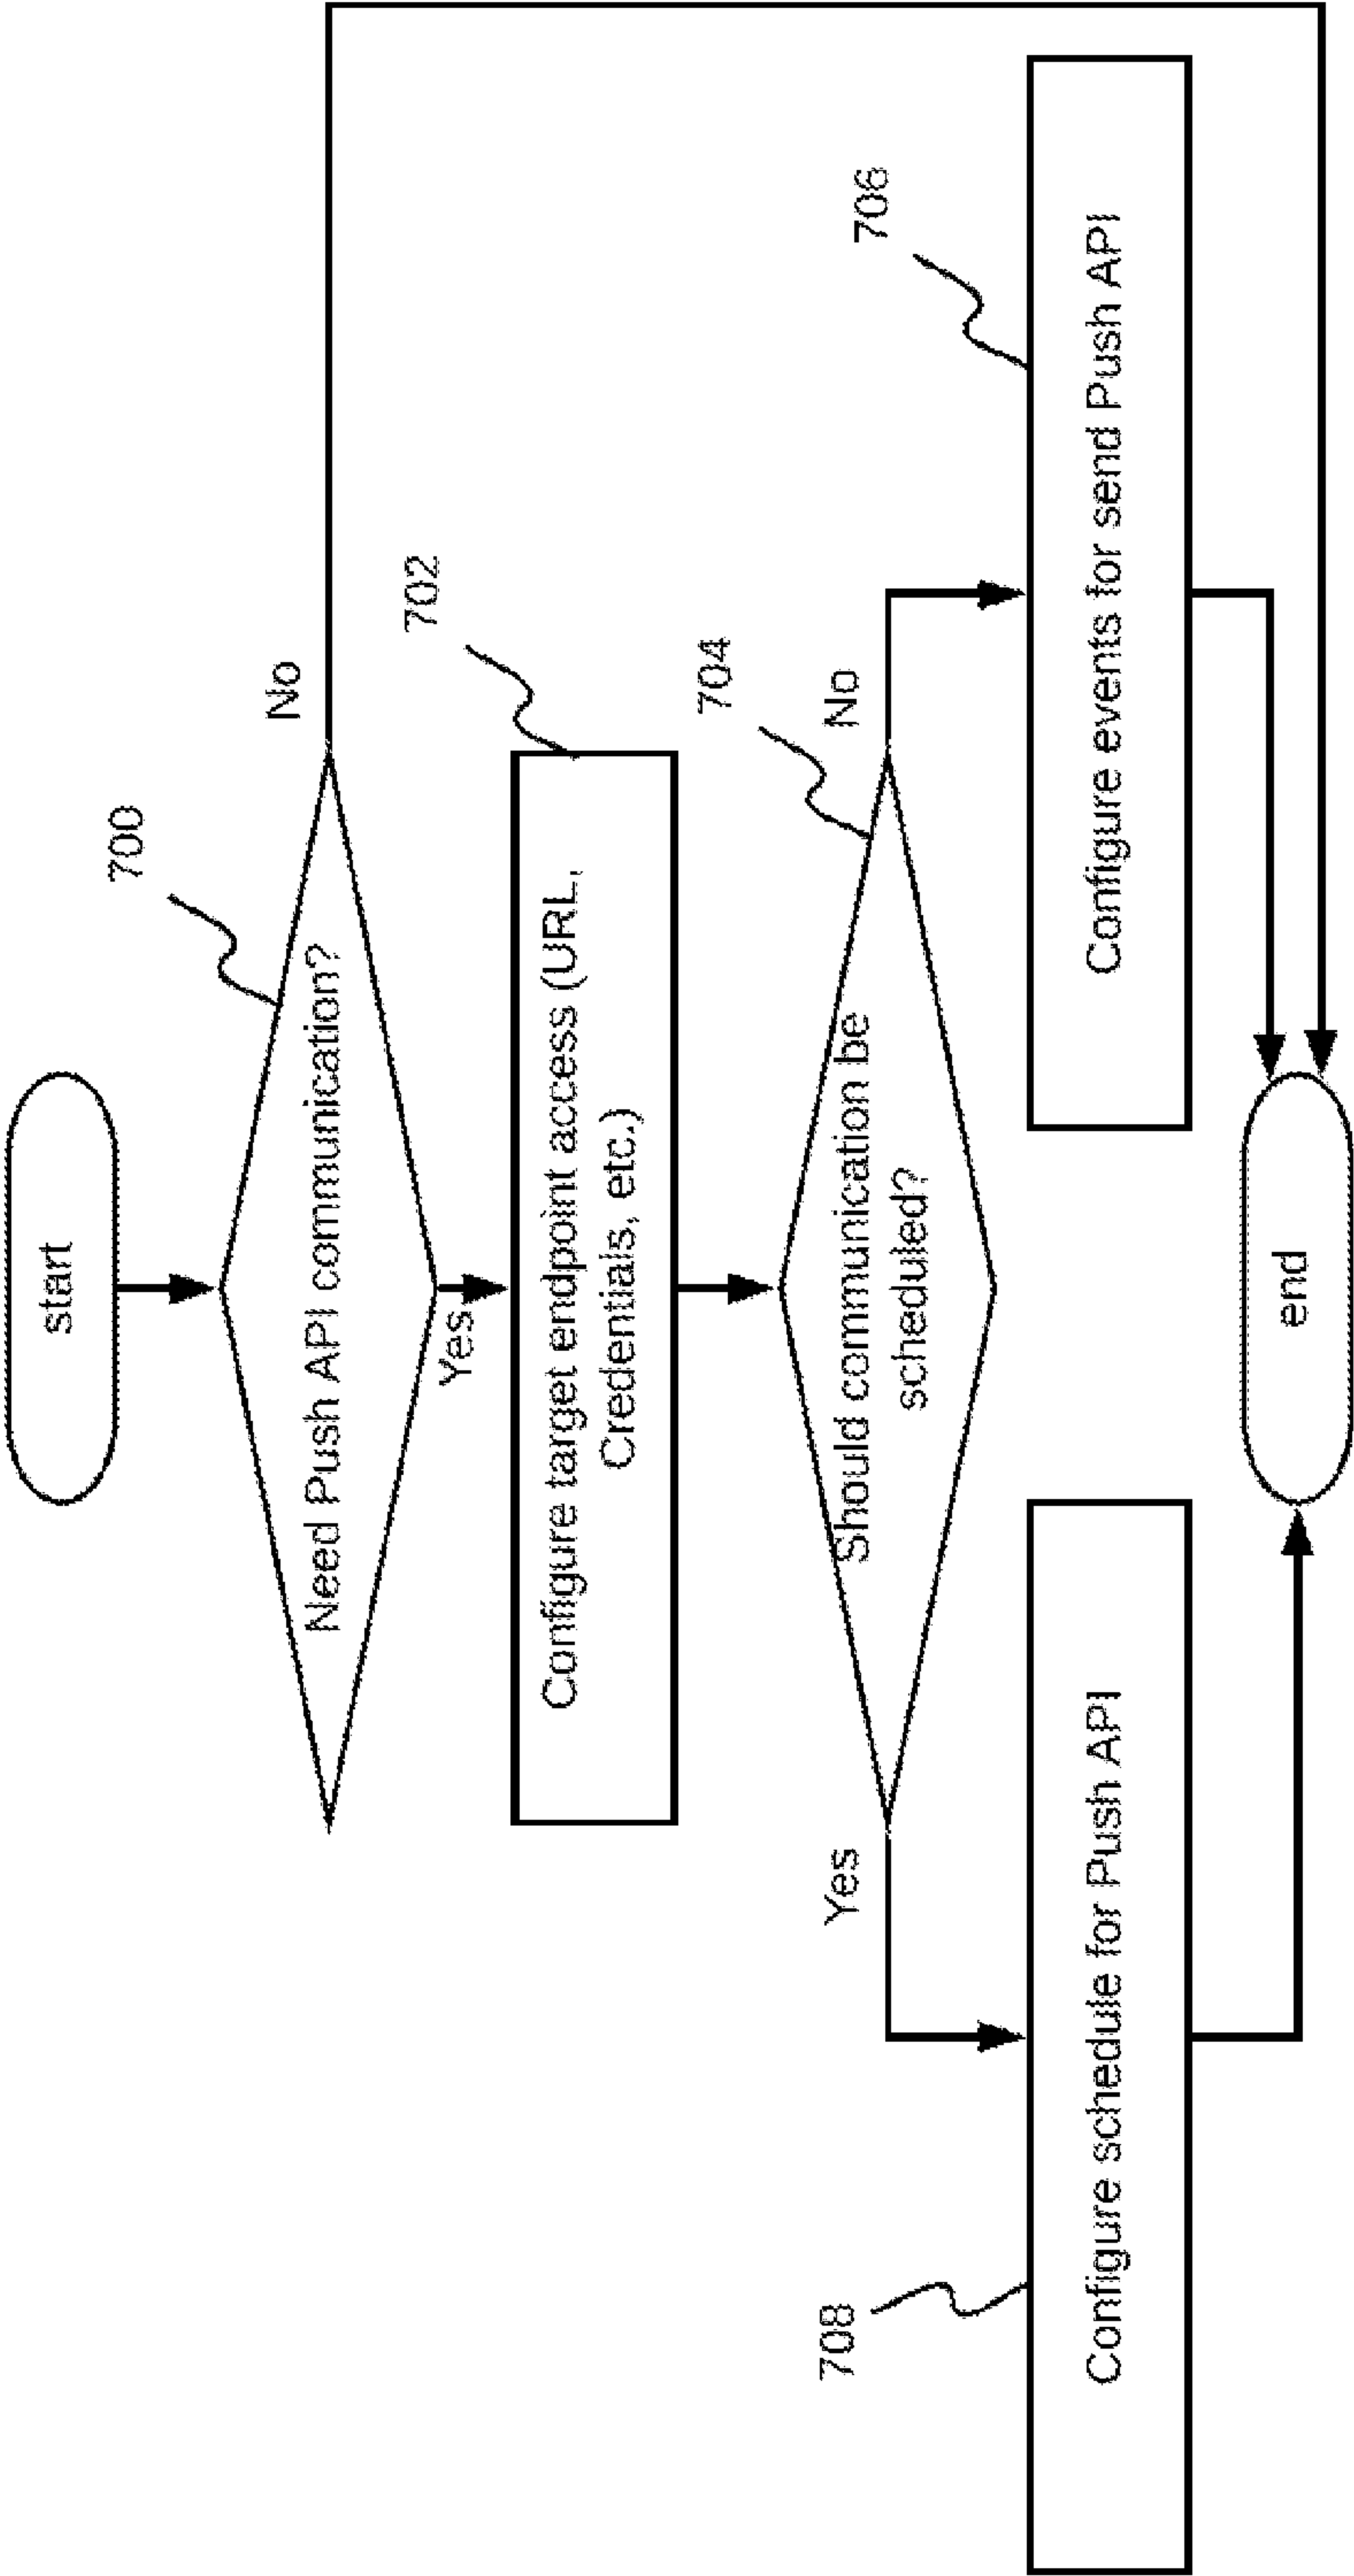 start
700
Need Push API communication?
No
Yes
702
Configure target endpoint access (URL,
Credentials, etc.)
704
Should communication be
scheduled?
Yes
No
708
Configure schedule for Push API
706
Configure events for send Push API
end